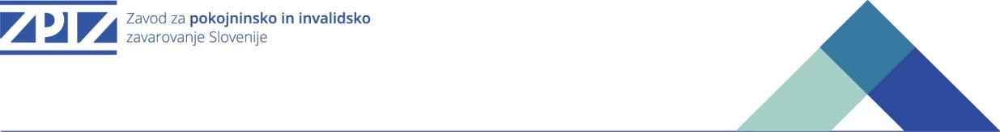 ZPIZ
Zavod za pokojninsko in invalidsko
zavarovanje Slovenije